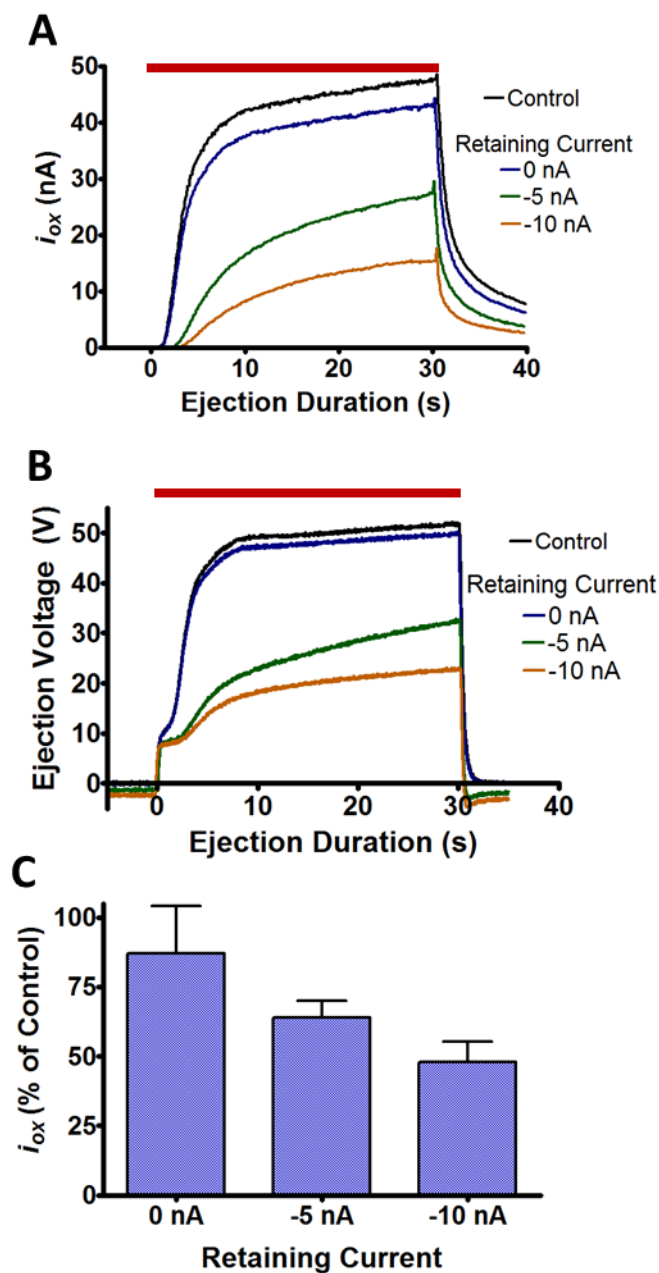 A
50
40
30
20
10
0
i_ox (nA)
Control
Retaining Current
0 nA
-5 nA
-10 nA
0 10 20 30 40
Ejection Duration (s)
B
50
40
30
20
10
0
Ejection Voltage (V)
Control
Retaining Current
0 nA
-5 nA
-10 nA
0 10 20 30 40
Ejection Duration (s)
C
100
75
50
25
0
i_ox (% of Control)
0 nA -5 nA -10 nA
Retaining Current